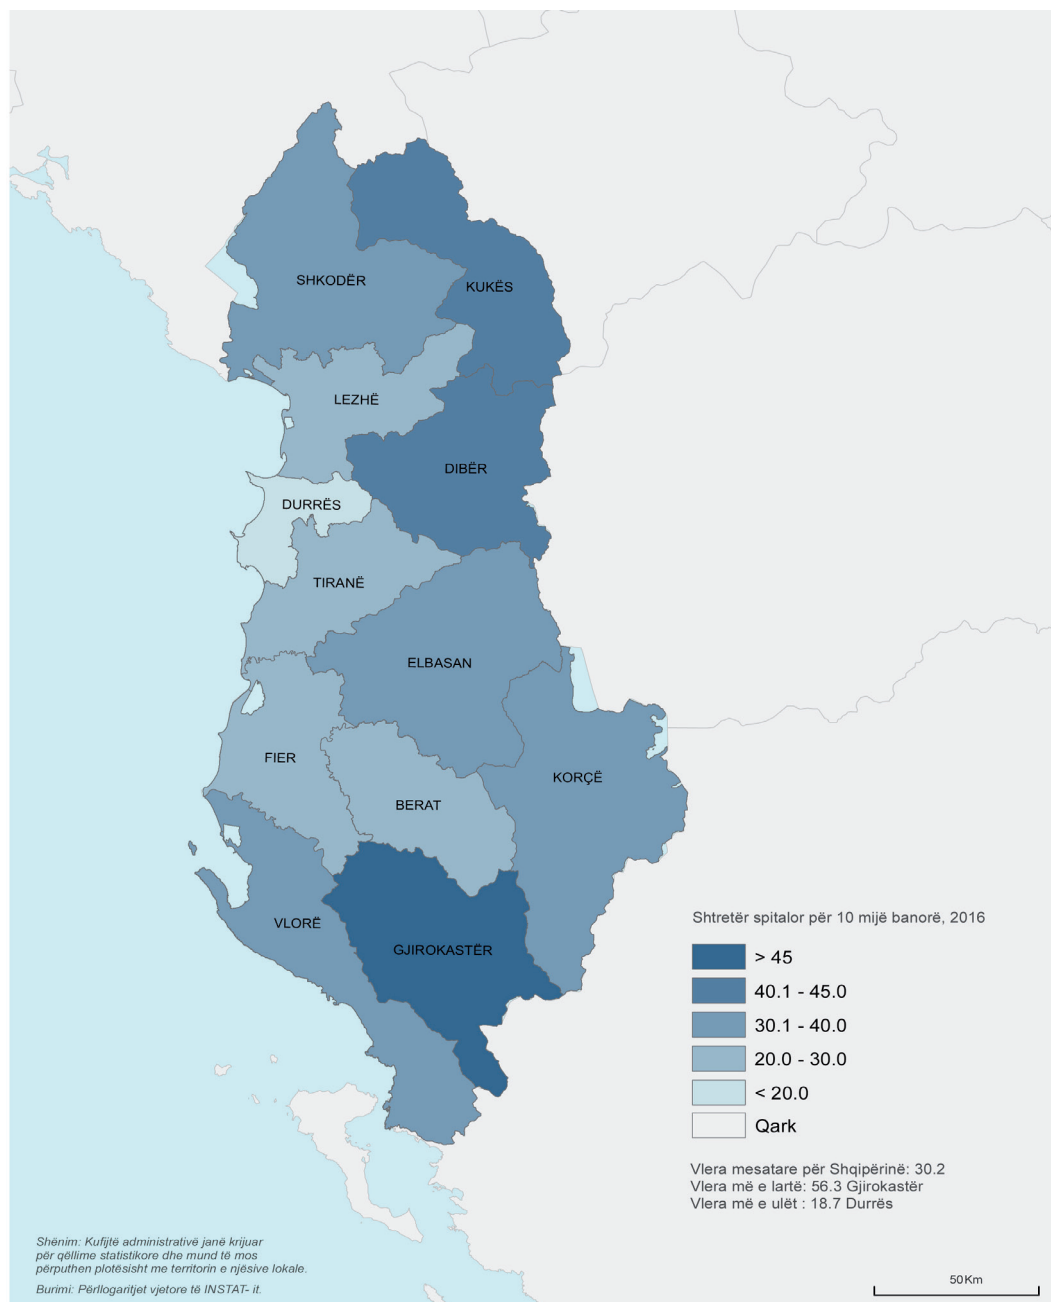 SHKODËR
KUKËS
LEZHË
DIBËR
DURRËS
TIRANË
ELBASAN
FIER
KORÇË
BERAT
VLORË
GJIROKASTËR
Shtretër spitalor për 10 mijë banorë, 2016
> 45
40.1 - 45.0
30.1 - 40.0
20.0 - 30.0
< 20.0
Qark
Vlera mesatare për Shqipërinë: 30.2
Vlera më e lartë: 56.3 Gjirokastër
Vlera më e ulët : 18.7 Durrës
Shënim: Kufijtë administrativë janë krijuar
për qëllime statistikore dhe mund të mos
përputhen plotësisht me territorin e njësive lokale.
Burimi: Përllogaritjet vjetore të INSTAT- it.
50Km